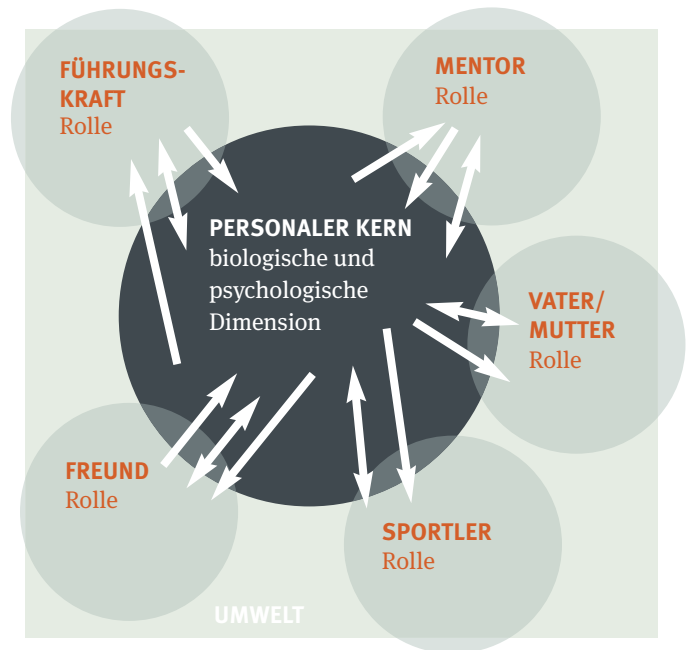 FÜHRUNGS-
KRAFT
Rolle
MENTOR
Rolle
PERSONALER KERN
biologische und
psychologische
Dimension
VATER/
MUTTER
Rolle
FREUND
Rolle
SPORTLER
Rolle
UMWELT